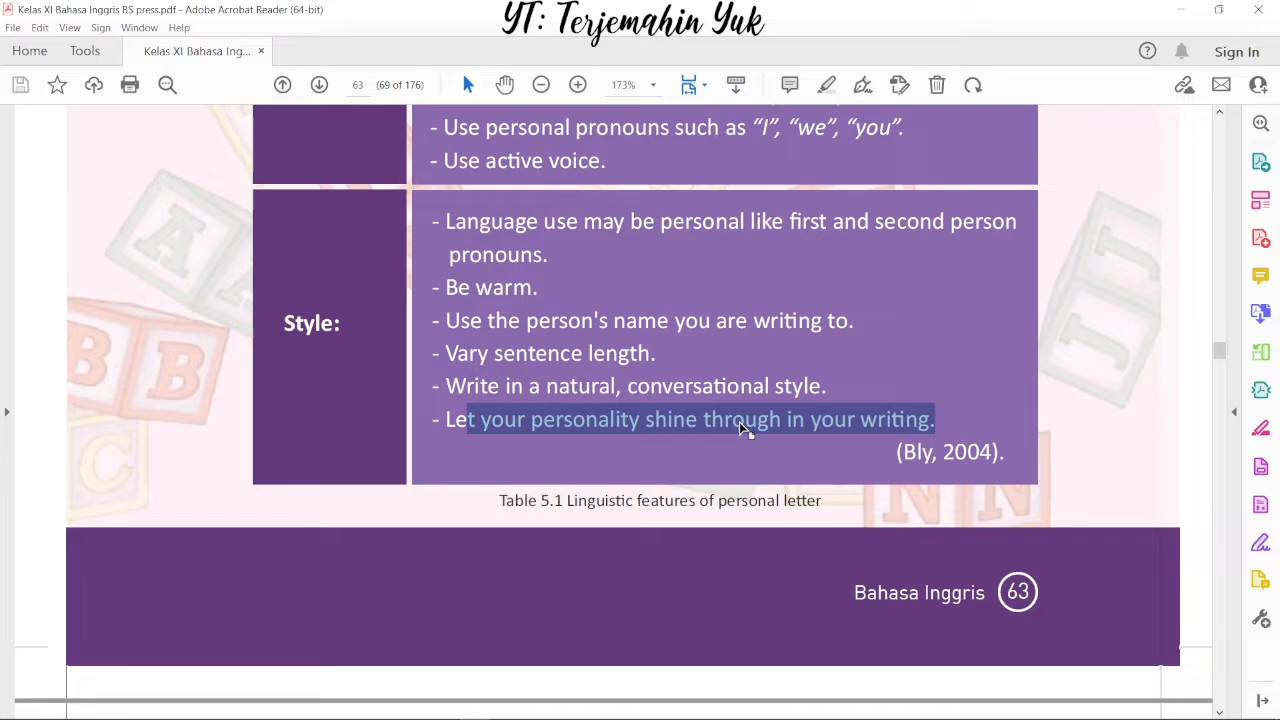 Kelas XI Bahasa Inggris BS press.pdf - Adobe Acrobat Reader (64-bit)
YT: Terjemahin Yuk
File Edit View Sign Window Help
Home Tools Kelas XI Bahasa Ing... × Sign In
63 (69 of 176) 173%
- Use personal pronouns such as “I”, “we”, “you”.
- Use active voice.
Style:
- Language use may be personal like first and second person
pronouns.
- Be warm.
- Use the person's name you are writing to.
- Vary sentence length.
- Write in a natural, conversational style.
- Let your personality shine through in your writing.
(Bly, 2004).
Table 5.1 Linguistic features of personal letter
Bahasa Inggris 63